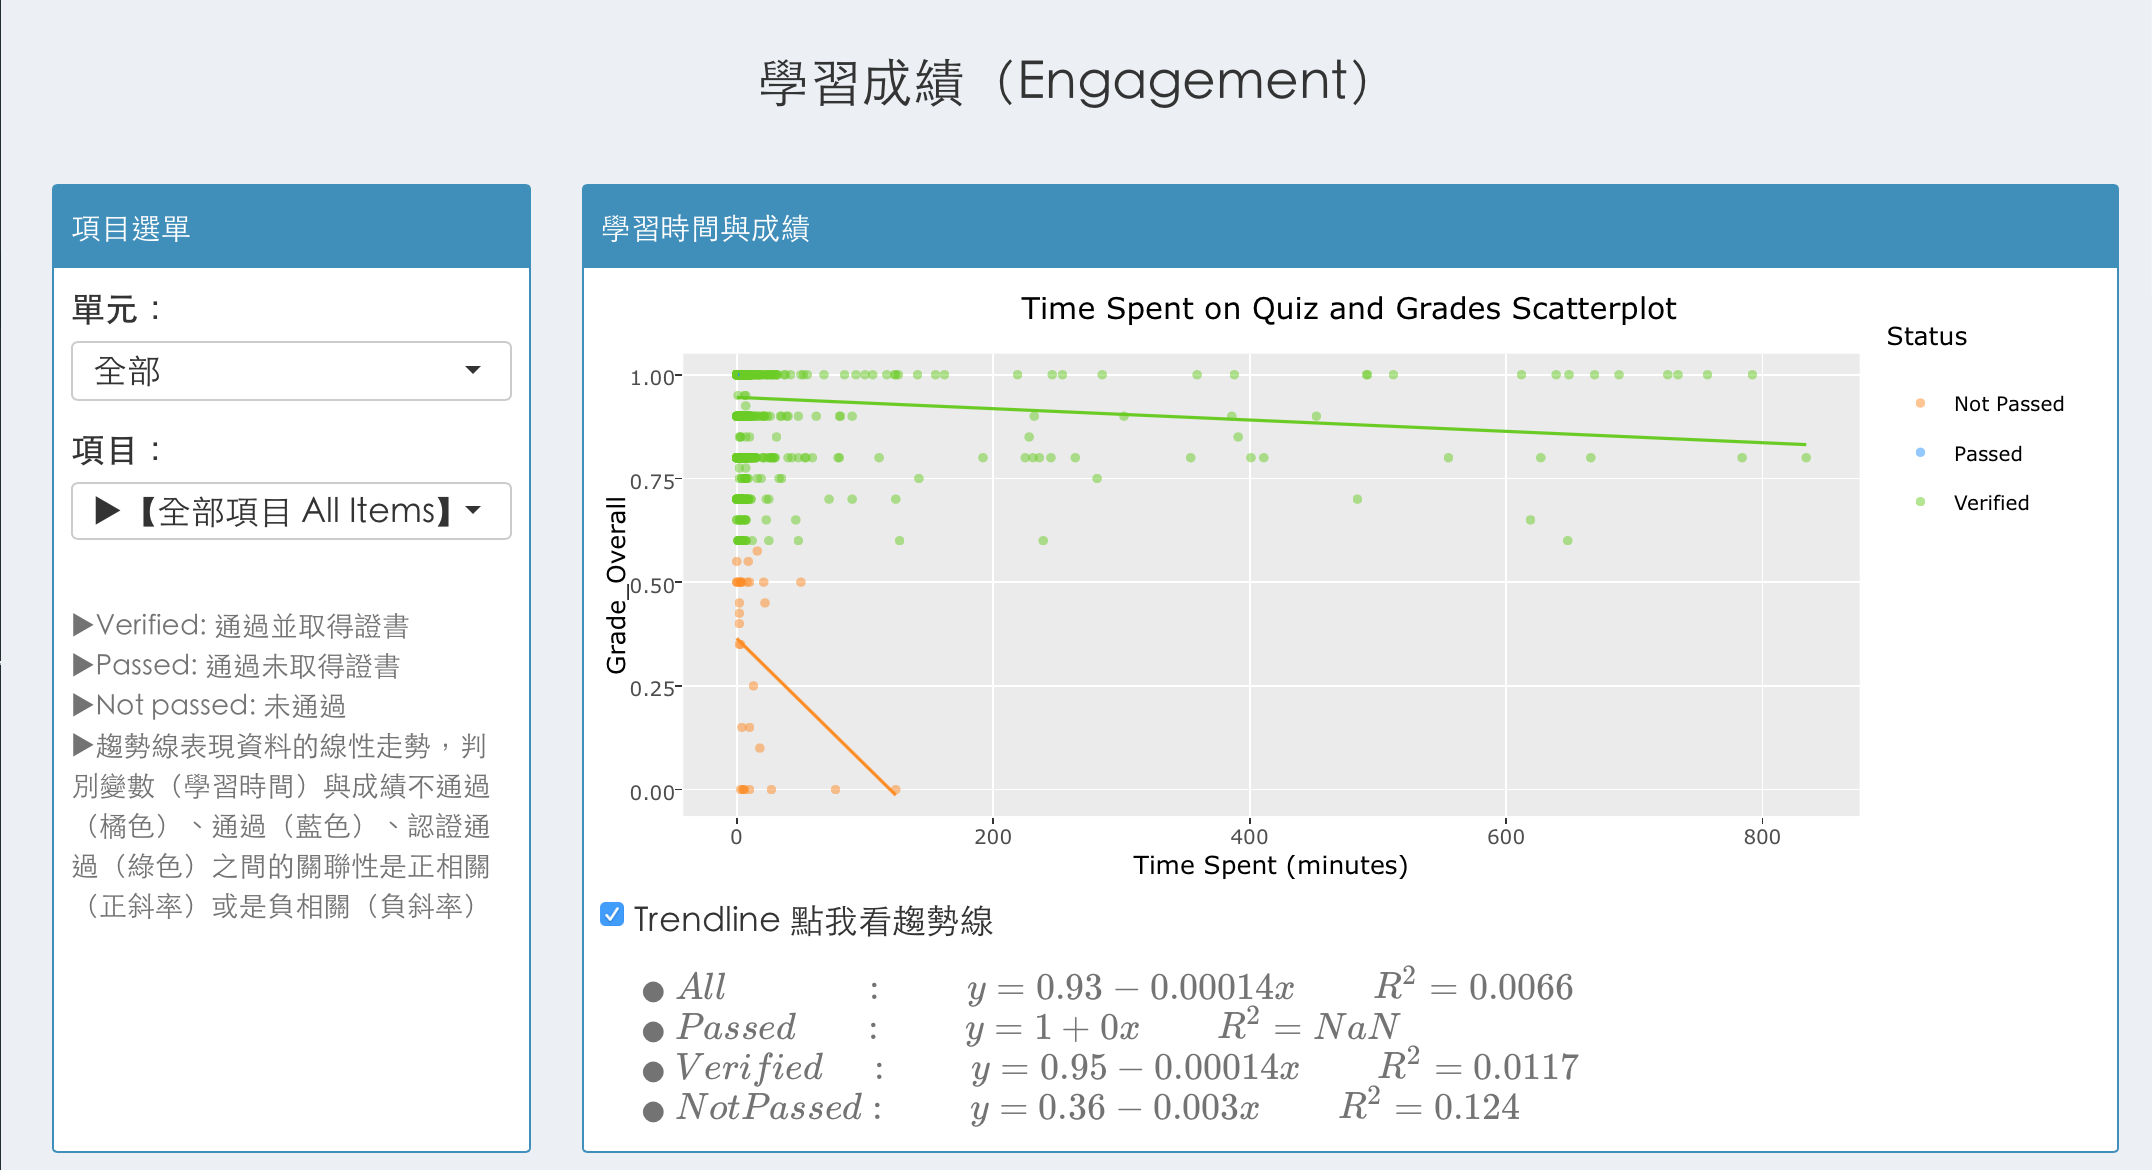 學習成績（Engagement）
項目選單
單元：
全部
項目：
▶【全部項目 All Items】
▶Verified: 通過並取得證書
▶Passed: 通過未取得證書
▶Not passed: 未通過
▶趨勢線表現資料的線性走勢，判
別變數（學習時間）與成績不通過
（橘色）、通過（藍色）、認證通
過（綠色）之間的關聯性是正相關
（正斜率）或是負相關（負斜率）
學習時間與成績
Time Spent on Quiz and Grades Scatterplot
Status
Not Passed
Passed
Verified
Grade_Overall
1.00
0.75
0.50
0.25
0.00
0 200 400 600 800
Time Spent (minutes)
Trendline 點我看趨勢線
● All : y = 0.93 − 0.00014x R² = 0.0066
● Passed : y = 1 + 0x R² = NaN
● Verified : y = 0.95 − 0.00014x R² = 0.0117
● NotPassed : y = 0.36 − 0.003x R² = 0.124